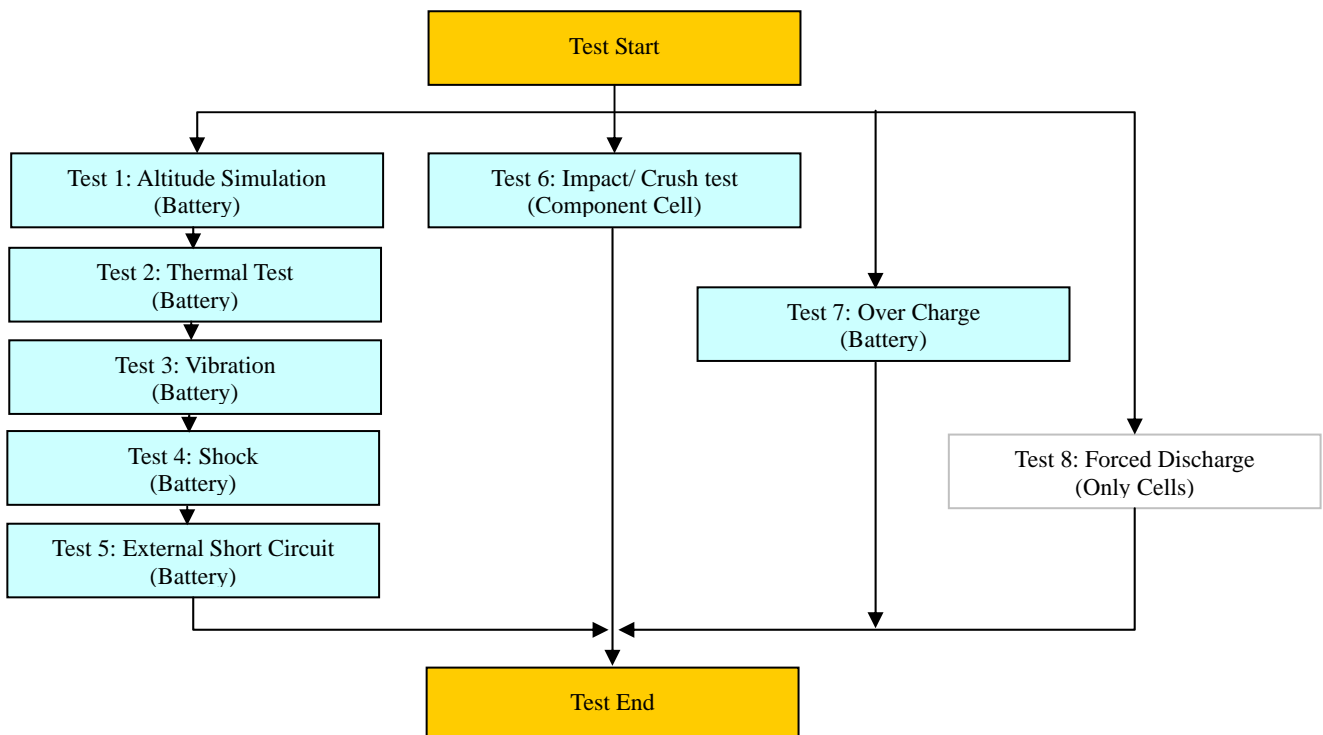 Test Start
Test 1: Altitude Simulation
(Battery)
Test 2: Thermal Test
(Battery)
Test 3: Vibration
(Battery)
Test 4: Shock
(Battery)
Test 5: External Short Circuit
(Battery)
Test 6: Impact/ Crush test
(Component Cell)
Test 7: Over Charge
(Battery)
Test 8: Forced Discharge
(Only Cells)
Test End